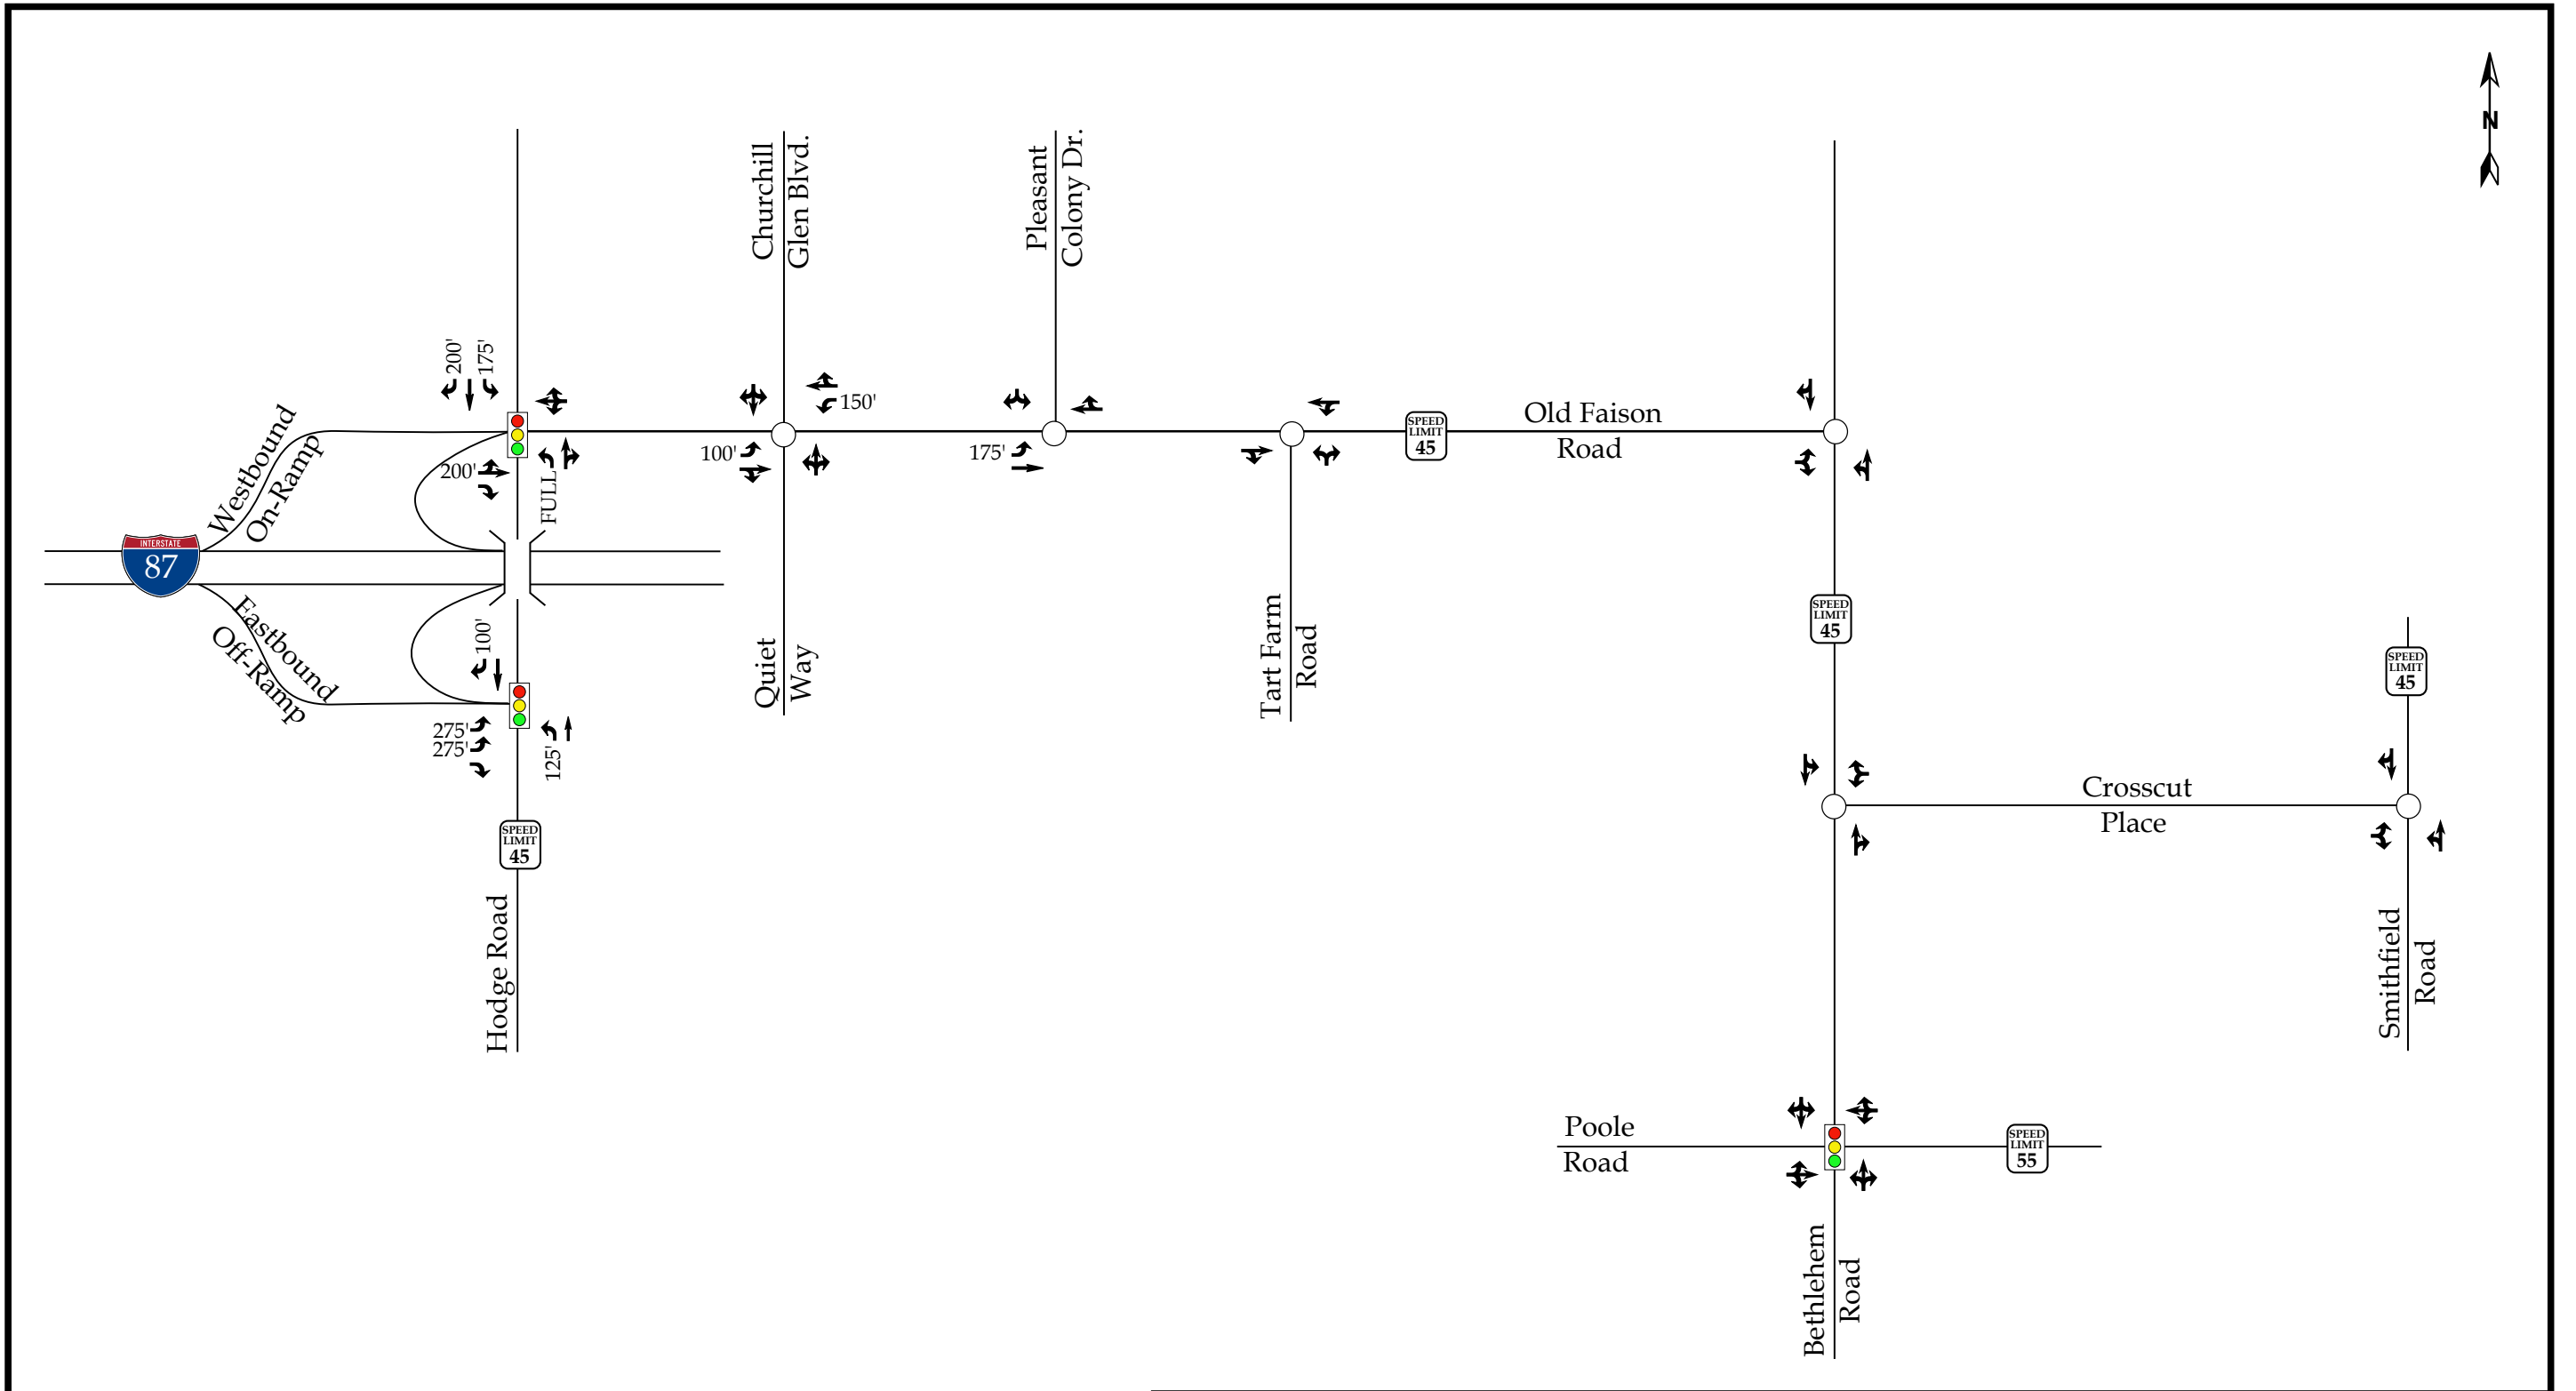 N
Churchill
Glen Blvd.
Pleasant
Colony Dr.
200'
175'
150'
100'
175'
200'
FULL
SPEED
LIMIT
45
Old Faison
Road
Westbound
On-Ramp
INTERSTATE
87
Eastbound
Off-Ramp
100'
275'
275'
125'
Quiet
Way
Tart Farm
Road
SPEED
LIMIT
45
SPEED
LIMIT
45
SPEED
LIMIT
45
Hodge Road
Crosscut
Place
Smithfield
Road
Poole
Road
SPEED
LIMIT
55
Bethlehem
Road